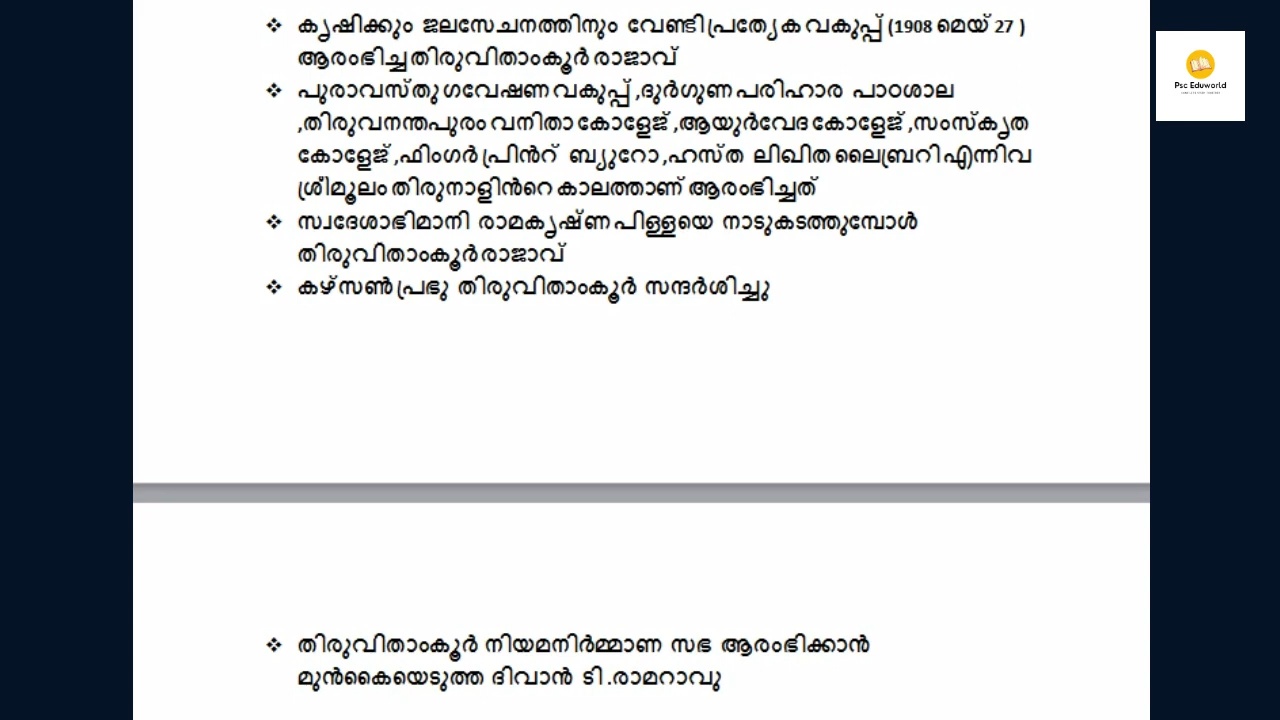 ❖ കൃഷിക്കും ജലസേചനത്തിനും വേണ്ടി പ്രത്യേക വകുപ്പ് (1908 മെയ് 27 )
ആരംഭിച്ച തിരുവിതാംകൂർ രാജാവ്
❖ പുരാവസ്തു ഗവേഷണ വകുപ്പ് ,ദുർഗുണ പരിഹാര പാഠശാല
,തിരുവനന്തപുരം വനിതാ കോളേജ് ,ആയുർവേദ കോളേജ് ,സംസ്കൃത
കോളേജ് ,ഫിംഗർ പ്രിൻറ് ബ്യുറോ ,ഹസ്ത ലിഖിത ലൈബ്രറി എന്നിവ
ശ്രീമൂലം തിരുനാളിൻറെ കാലത്താണ് ആരംഭിച്ചത്
❖ സ്വദേശാഭിമാനി രാമകൃഷ്ണ പിള്ളയെ നാടുകടത്തുമ്പോൾ
തിരുവിതാംകൂർ രാജാവ്
❖ കഴ്സൺ പ്രഭു തിരുവിതാംകൂർ സന്ദർശിച്ചു
❖ തിരുവിതാംകൂർ നിയമനിർമ്മാണ സഭ ആരംഭിക്കാൻ
മുൻകൈയെടുത്ത ദിവാൻ ടി .രാമറാവു
Psc Eduworld